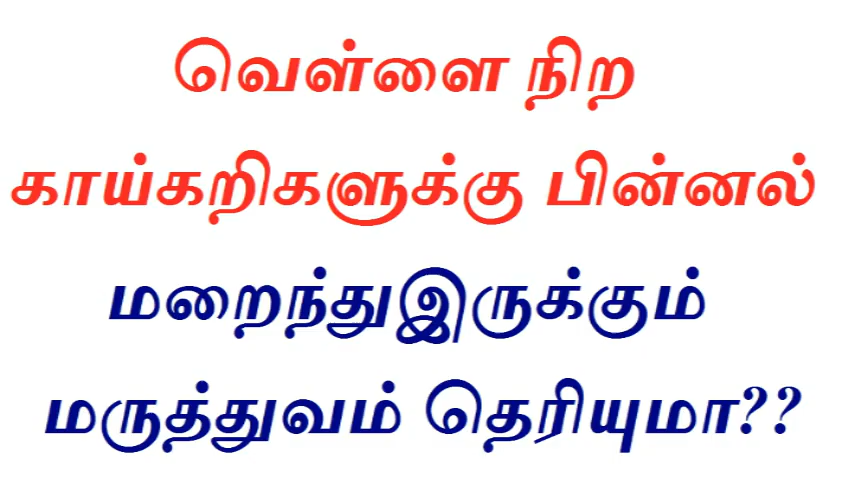 வெள்ளை நிற
காய்கறிகளுக்கு பின்னல்
மறைந்துஇருக்கும்
மருத்துவம் தெரியுமா??